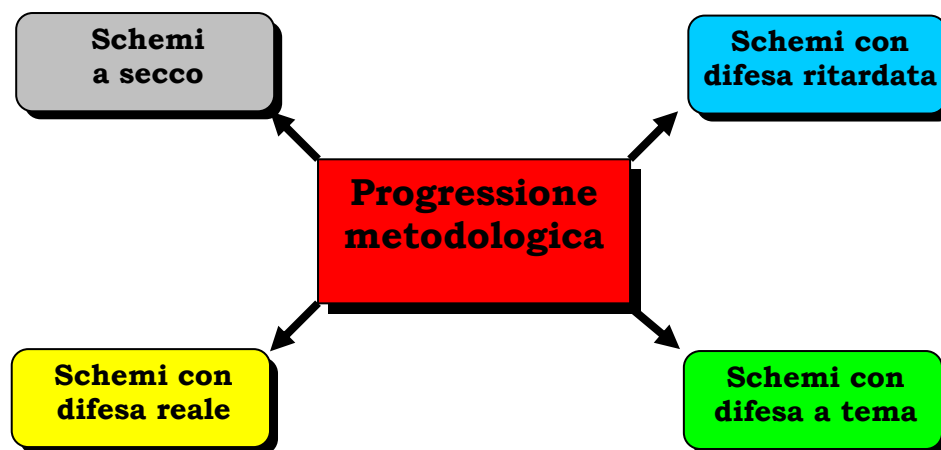 Schemi
a secco
Schemi con
difesa ritardata
Progressione
metodologica
Schemi con
difesa reale
Schemi con
difesa a tema